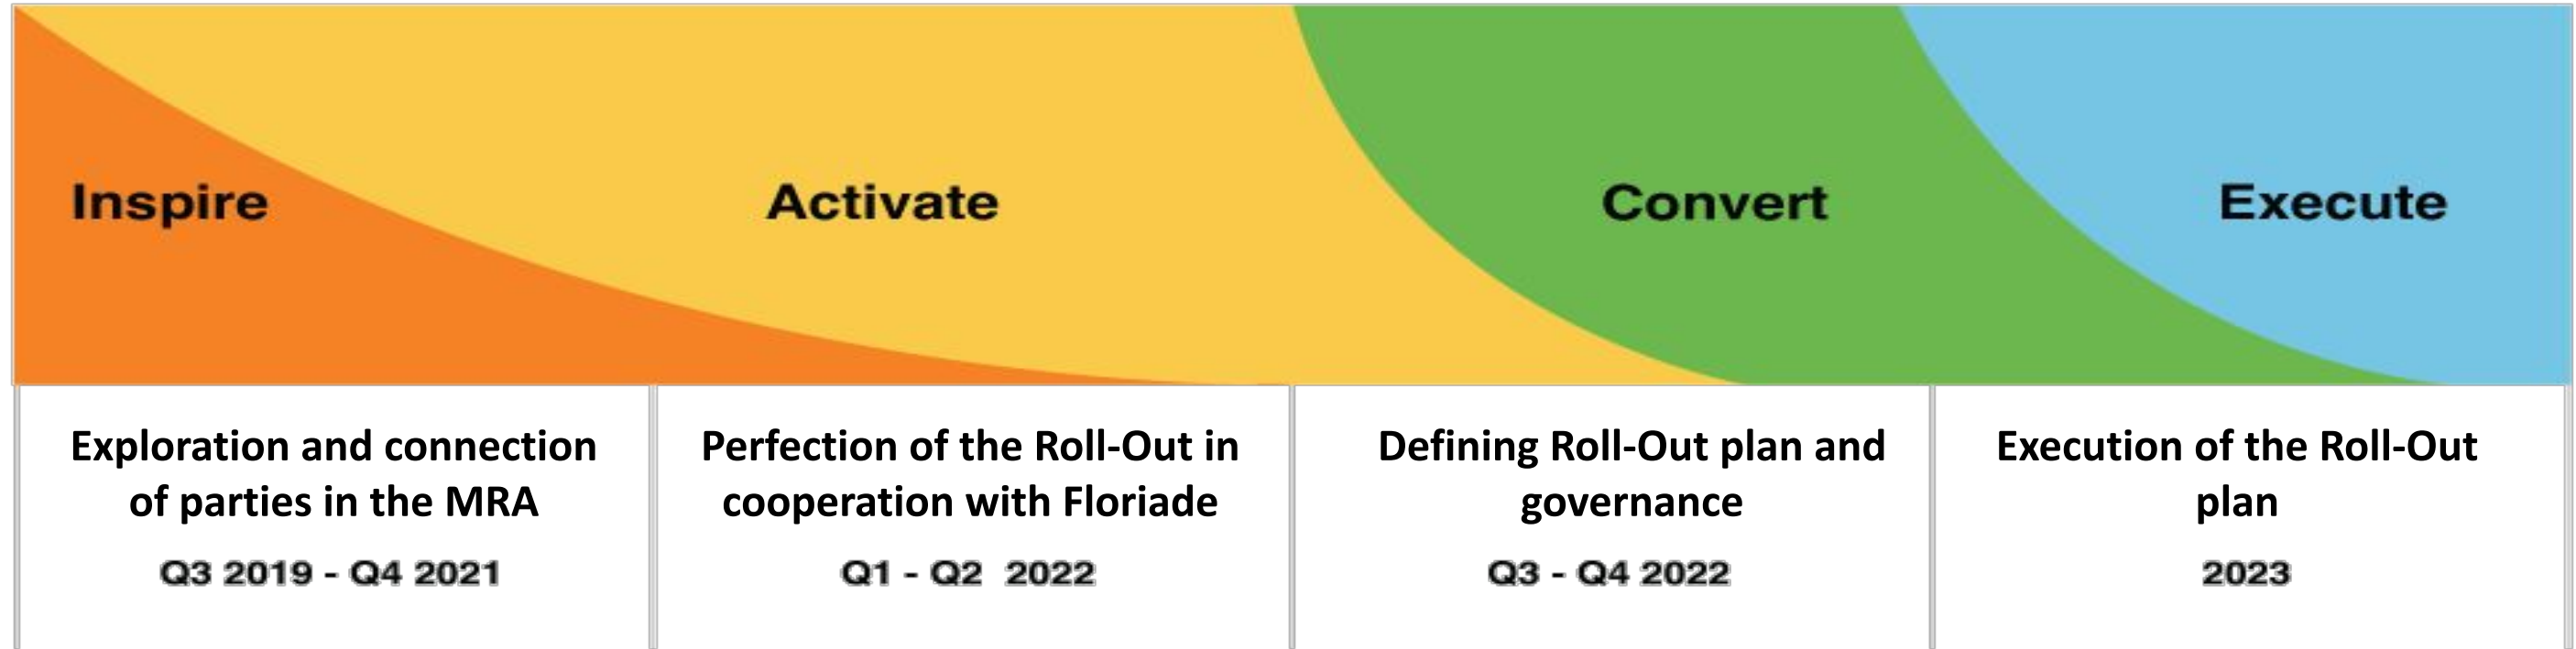 Inspire
Activate
Convert
Execute
Exploration and connection
of parties in the MRA
Q3 2019 - Q4 2021
Perfection of the Roll-Out in
cooperation with Floriade
Q1 - Q2 2022
Defining Roll-Out plan and
governance
Q3 - Q4 2022
Execution of the Roll-Out
plan
2023